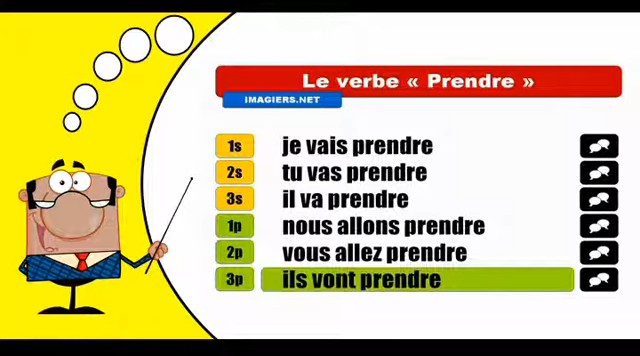 Le verbe « Prendre »
IMAGIERS.NET
1s je vais prendre
2s tu vas prendre
3s il va prendre
1p nous allons prendre
2p vous allez prendre
3p ils vont prendre